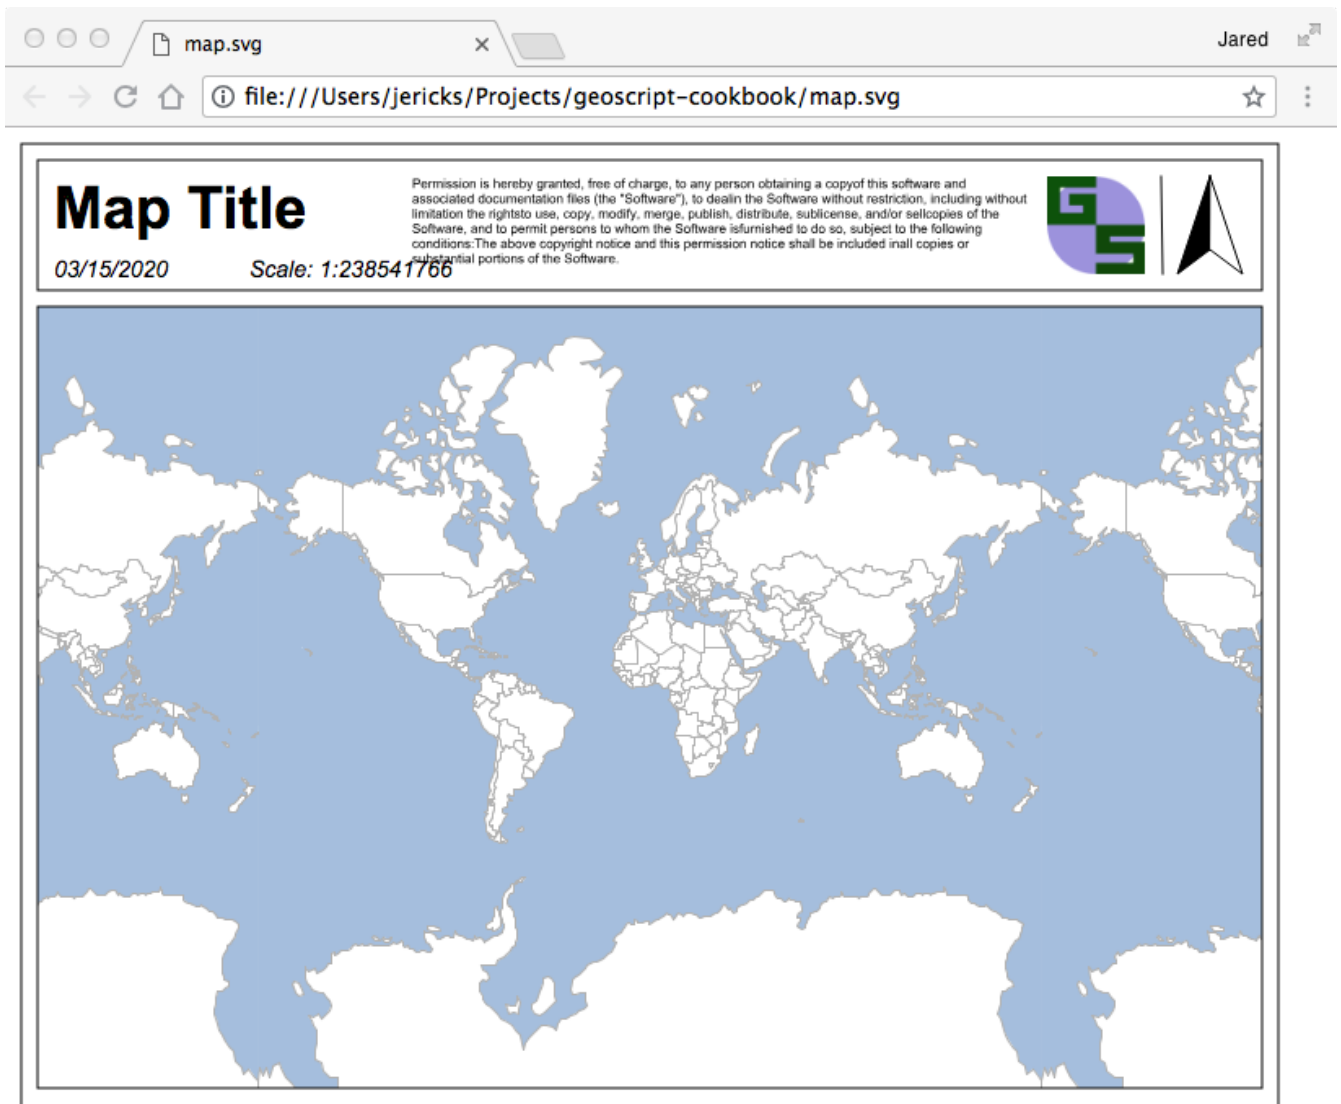 map.svg
Jared
file:///Users/jericks/Projects/geoscript-cookbook/map.svg
Map Title
Permission is hereby granted, free of charge, to any person obtaining a copyof this software and
associated documentation files (the "Software"), to dealin the Software without restriction, including without
limitation the rightsto use, copy, modify, merge, publish, distribute, sublicense, and/or sellcopies of the
Software, and to permit persons to whom the Software isfurnished to do so, subject to the following
conditions:The above copyright notice and this permission notice shall be included inall copies or
substantial portions of the Software.
03/15/2020
Scale: 1:238541766
GS